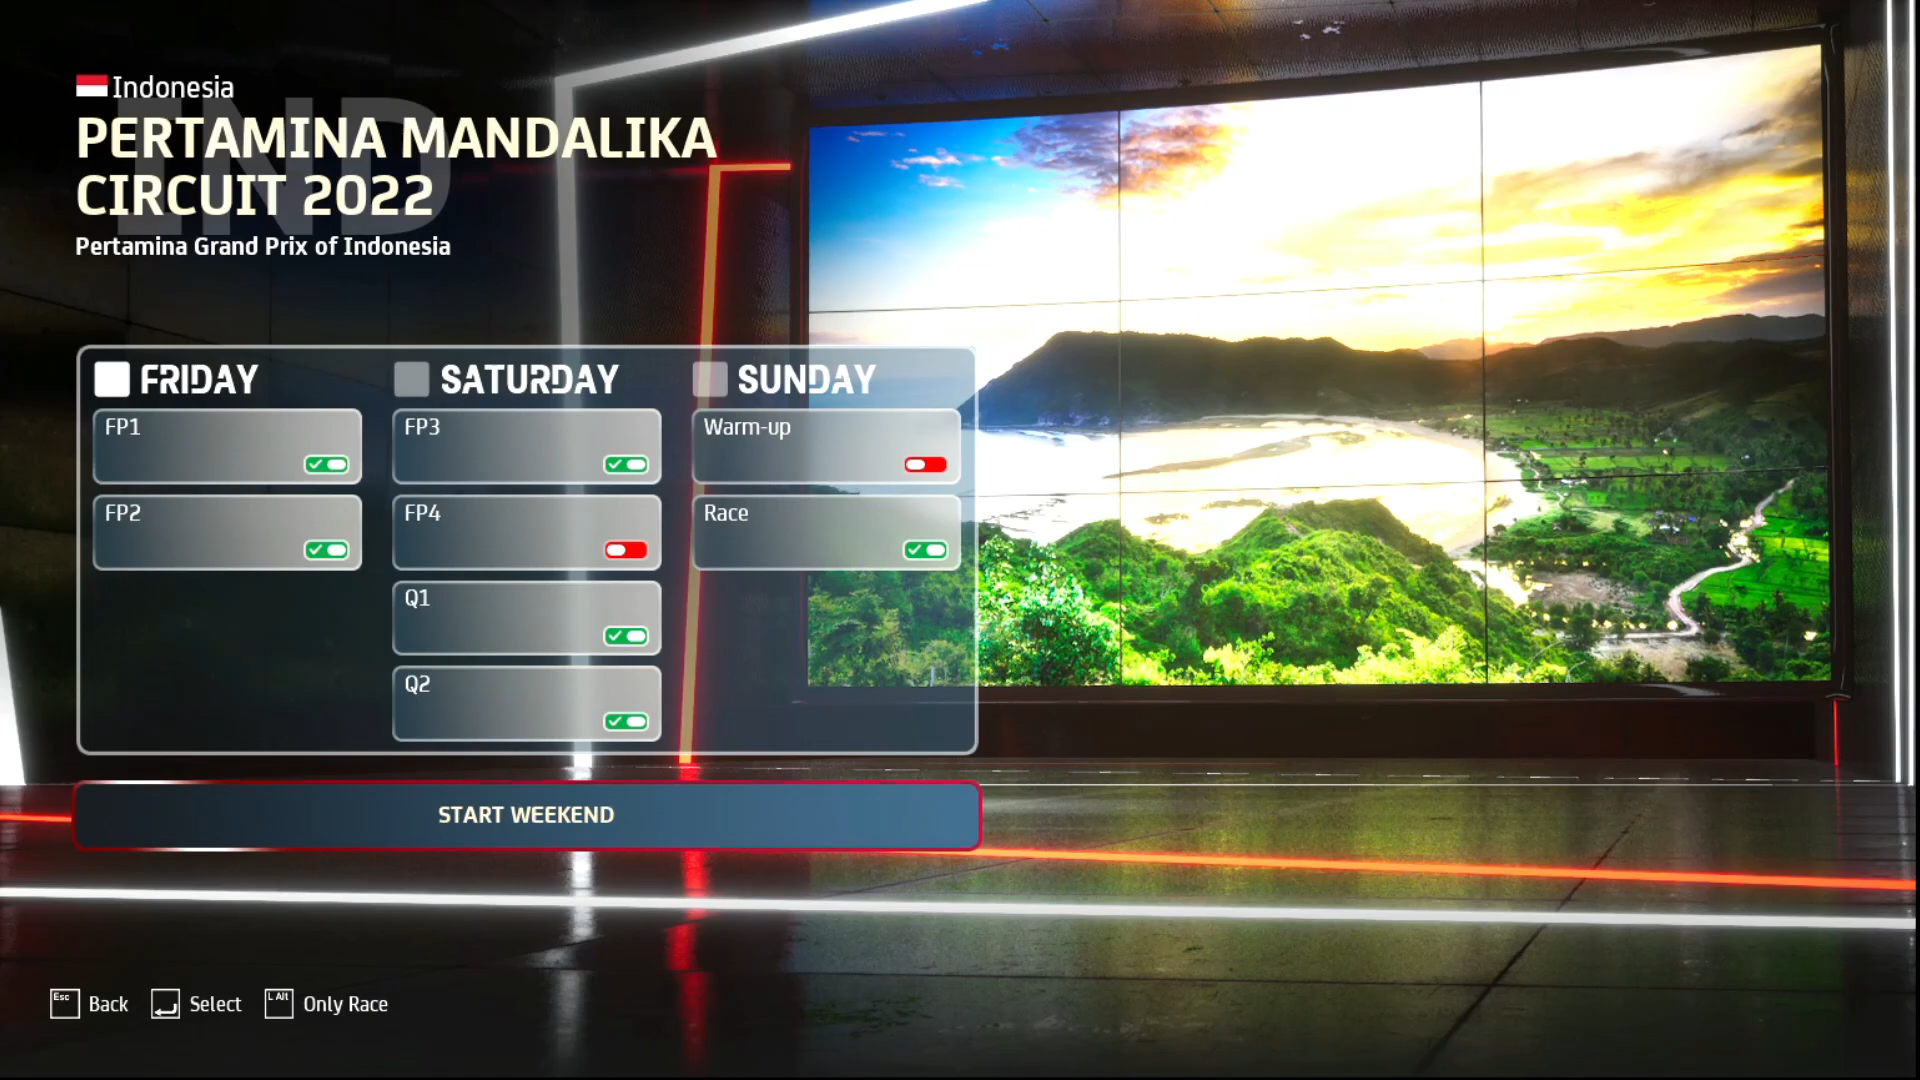 Indonesia
IND
PERTAMINA MANDALIKA
CIRCUIT 2022
Pertamina Grand Prix of Indonesia
FRIDAY
FP1
FP2
SATURDAY
FP3
FP4
Q1
Q2
SUNDAY
Warm-up
Race
START WEEKEND
Esc Back
Select
L Alt Only Race